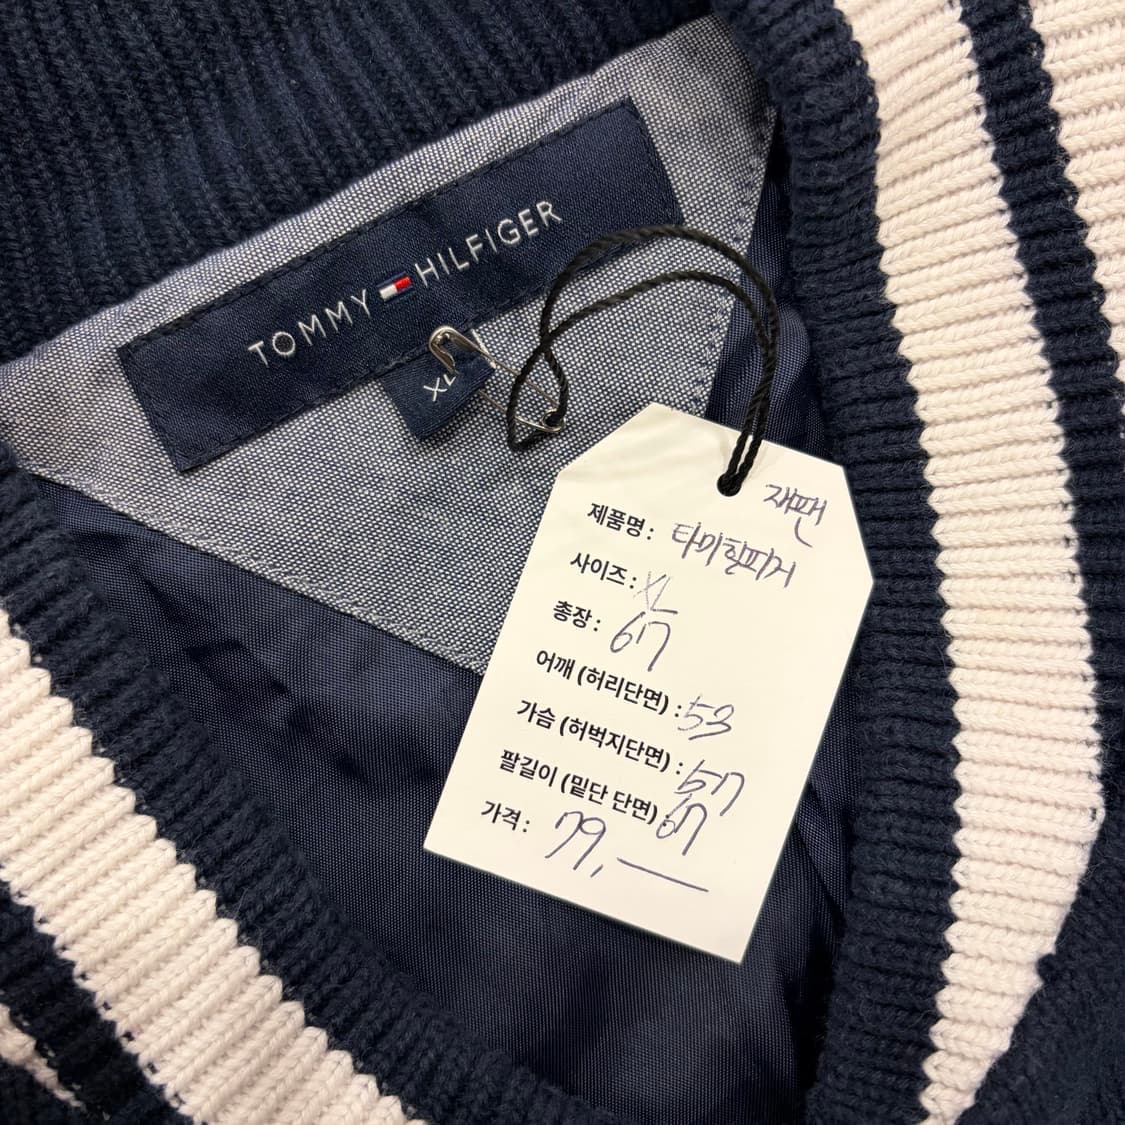 TOMMY HILFIGER
XL
재팬
제품명 : 타미힐피거
사이즈 : XL
총장 : 67
어깨 (허리단면) : 53
가슴 (허벅지단면) : 57
팔길이 (밑단 단면) : 67
가격 : 79,—